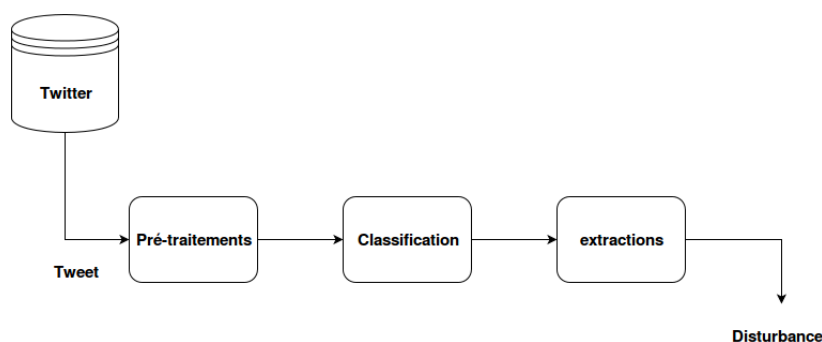 Twitter
Pré-traitements
Classification
extractions
Tweet
Disturbance